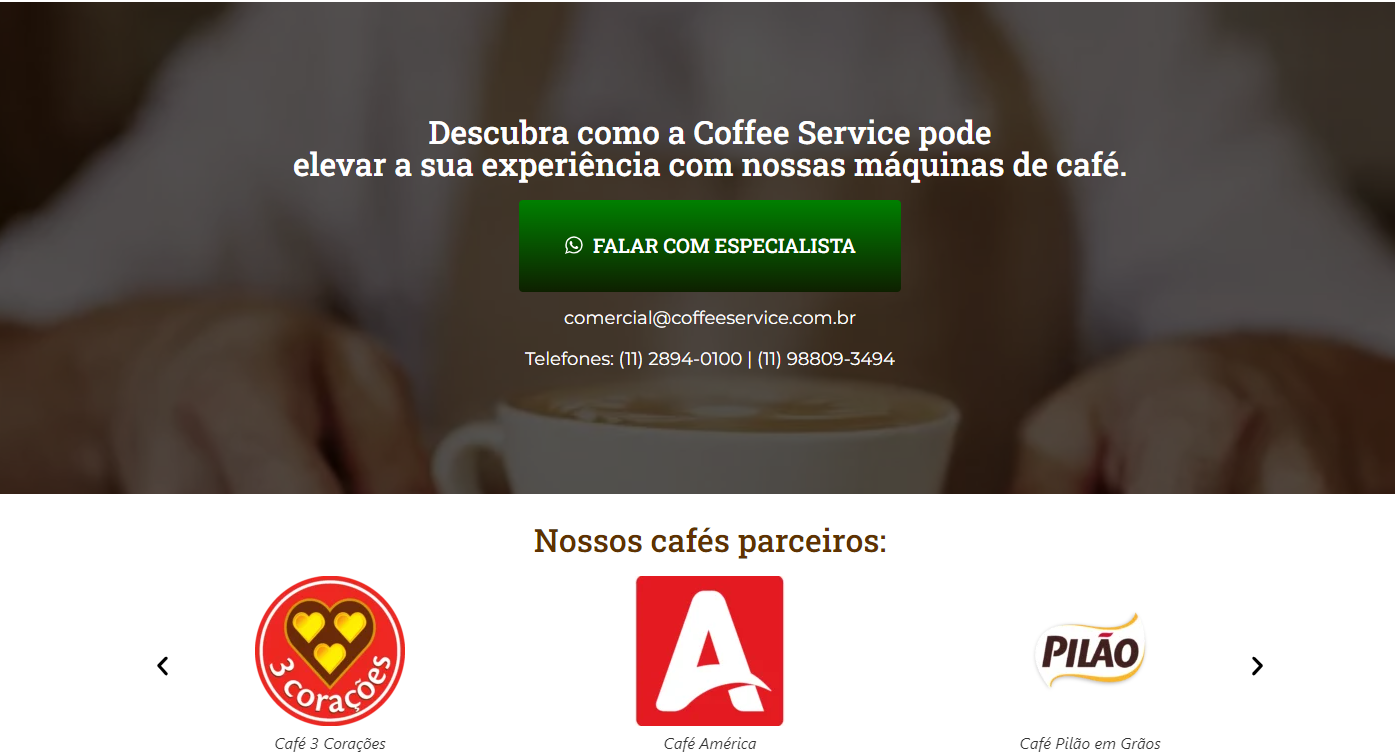 Descubra como a Coffee Service pode
elevar a sua experiência com nossas máquinas de café.
FALAR COM ESPECIALISTA
comercial@coffeeservice.com.br
Telefones: (11) 2894-0100 | (11) 98809-3494
Nossos cafés parceiros:
3 corações
A
PILÃO
Café 3 Corações
Café América
Café Pilão em Grãos